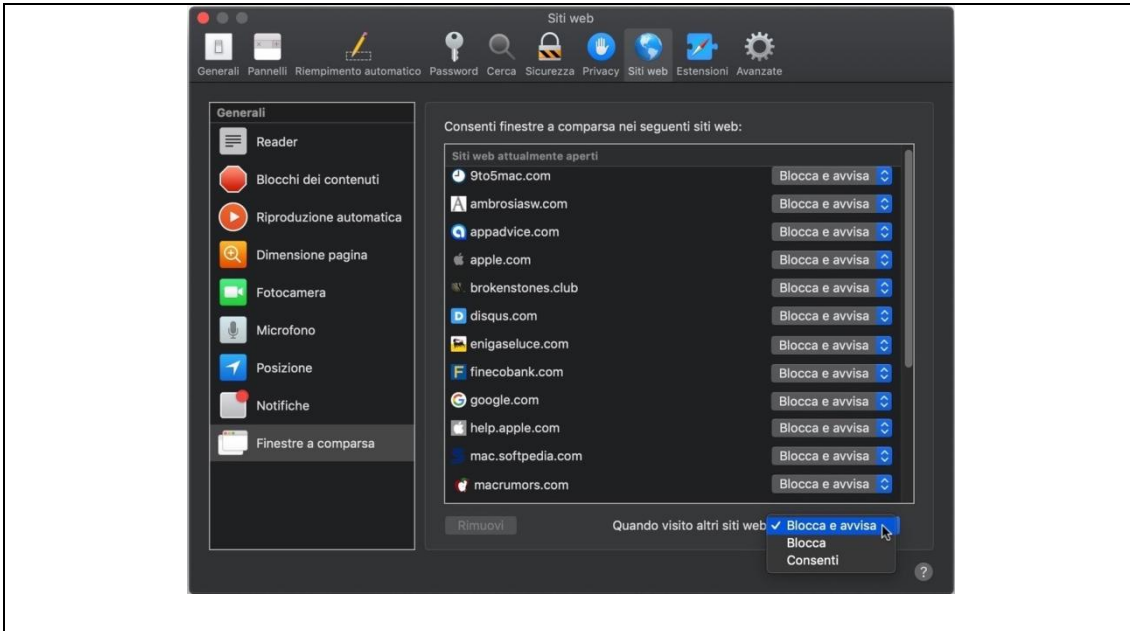 Siti web
Generali Pannelli Riempimento automatico Password Cerca Sicurezza Privacy Siti web Estensioni Avanzate
Generali
Reader
Blocchi dei contenuti
Riproduzione automatica
Dimensione pagina
Fotocamera
Microfono
Posizione
Notifiche
Finestre a comparsa
Consenti finestre a comparsa nei seguenti siti web:
Siti web attualmente aperti
9to5mac.com Blocca e avvisa
ambrosiasw.com Blocca e avvisa
appadvice.com Blocca e avvisa
apple.com Blocca e avvisa
brokenstones.club Blocca e avvisa
disqus.com Blocca e avvisa
enigaseluce.com Blocca e avvisa
finecobank.com Blocca e avvisa
google.com Blocca e avvisa
help.apple.com Blocca e avvisa
mac.softpedia.com Blocca e avvisa
macrumors.com Blocca e avvisa
Rimuovi Quando visito altri siti web ✓ Blocca e avvisa
Blocca
Consenti
?